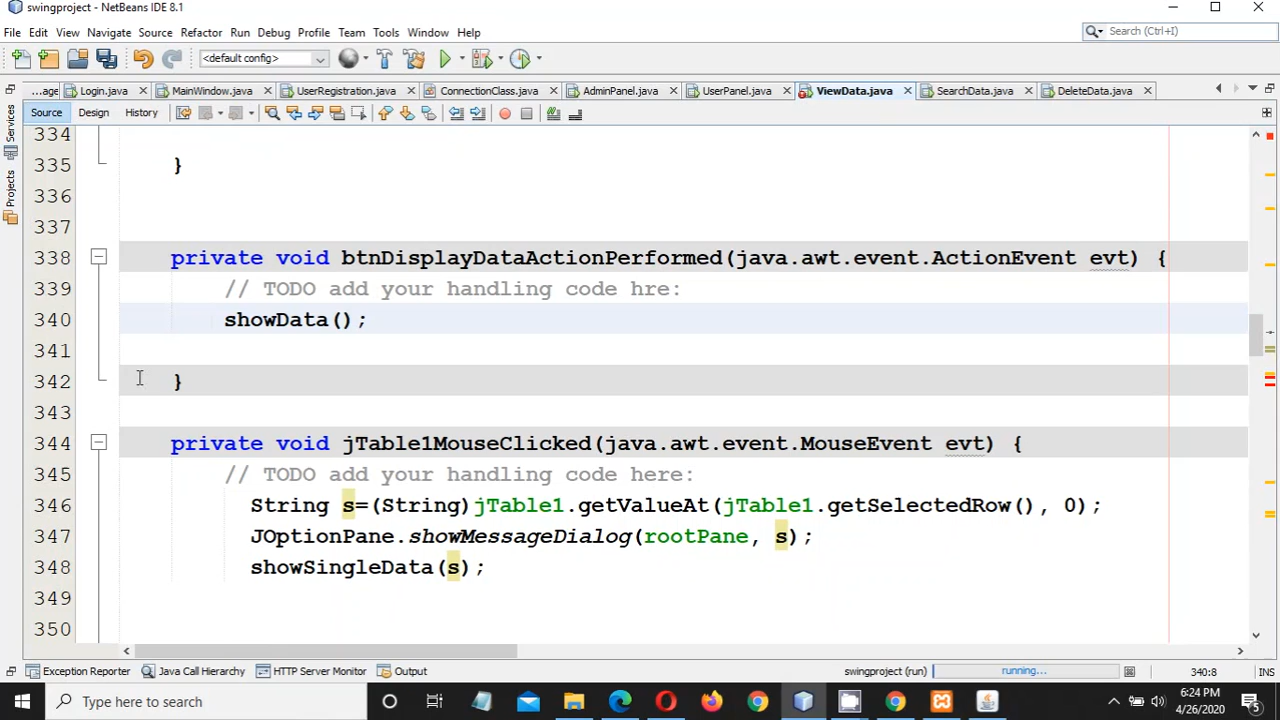 swingproject - NetBeans IDE 8.1
File Edit View Navigate Source Refactor Run Debug Profile Team Tools Window Help
Search (Ctrl+I)
<default config>
...age Login.java MainWindow.java UserRegistration.java ConnectionClass.java AdminPanel.java UserPanel.java ViewData.java SearchData.java DeleteData.java
Source Design History
Services
Projects
334
335 }
336
337
338 private void btnDisplayDataActionPerformed(java.awt.event.ActionEvent evt) {
339 // TODO add your handling code hre:
340 showData();
341
342 }
343
344 private void jTable1MouseClicked(java.awt.event.MouseEvent evt) {
345 // TODO add your handling code here:
346 String s=(String)jTable1.getValueAt(jTable1.getSelectedRow(), 0);
347 JOptionPane.showMessageDialog(rootPane, s);
348 showSingleData(s);
349
350
Exception Reporter Java Call Hierarchy HTTP Server Monitor Output swingproject (run) running... 340:8 INS
Type here to search
6:24 PM
4/26/2020
5